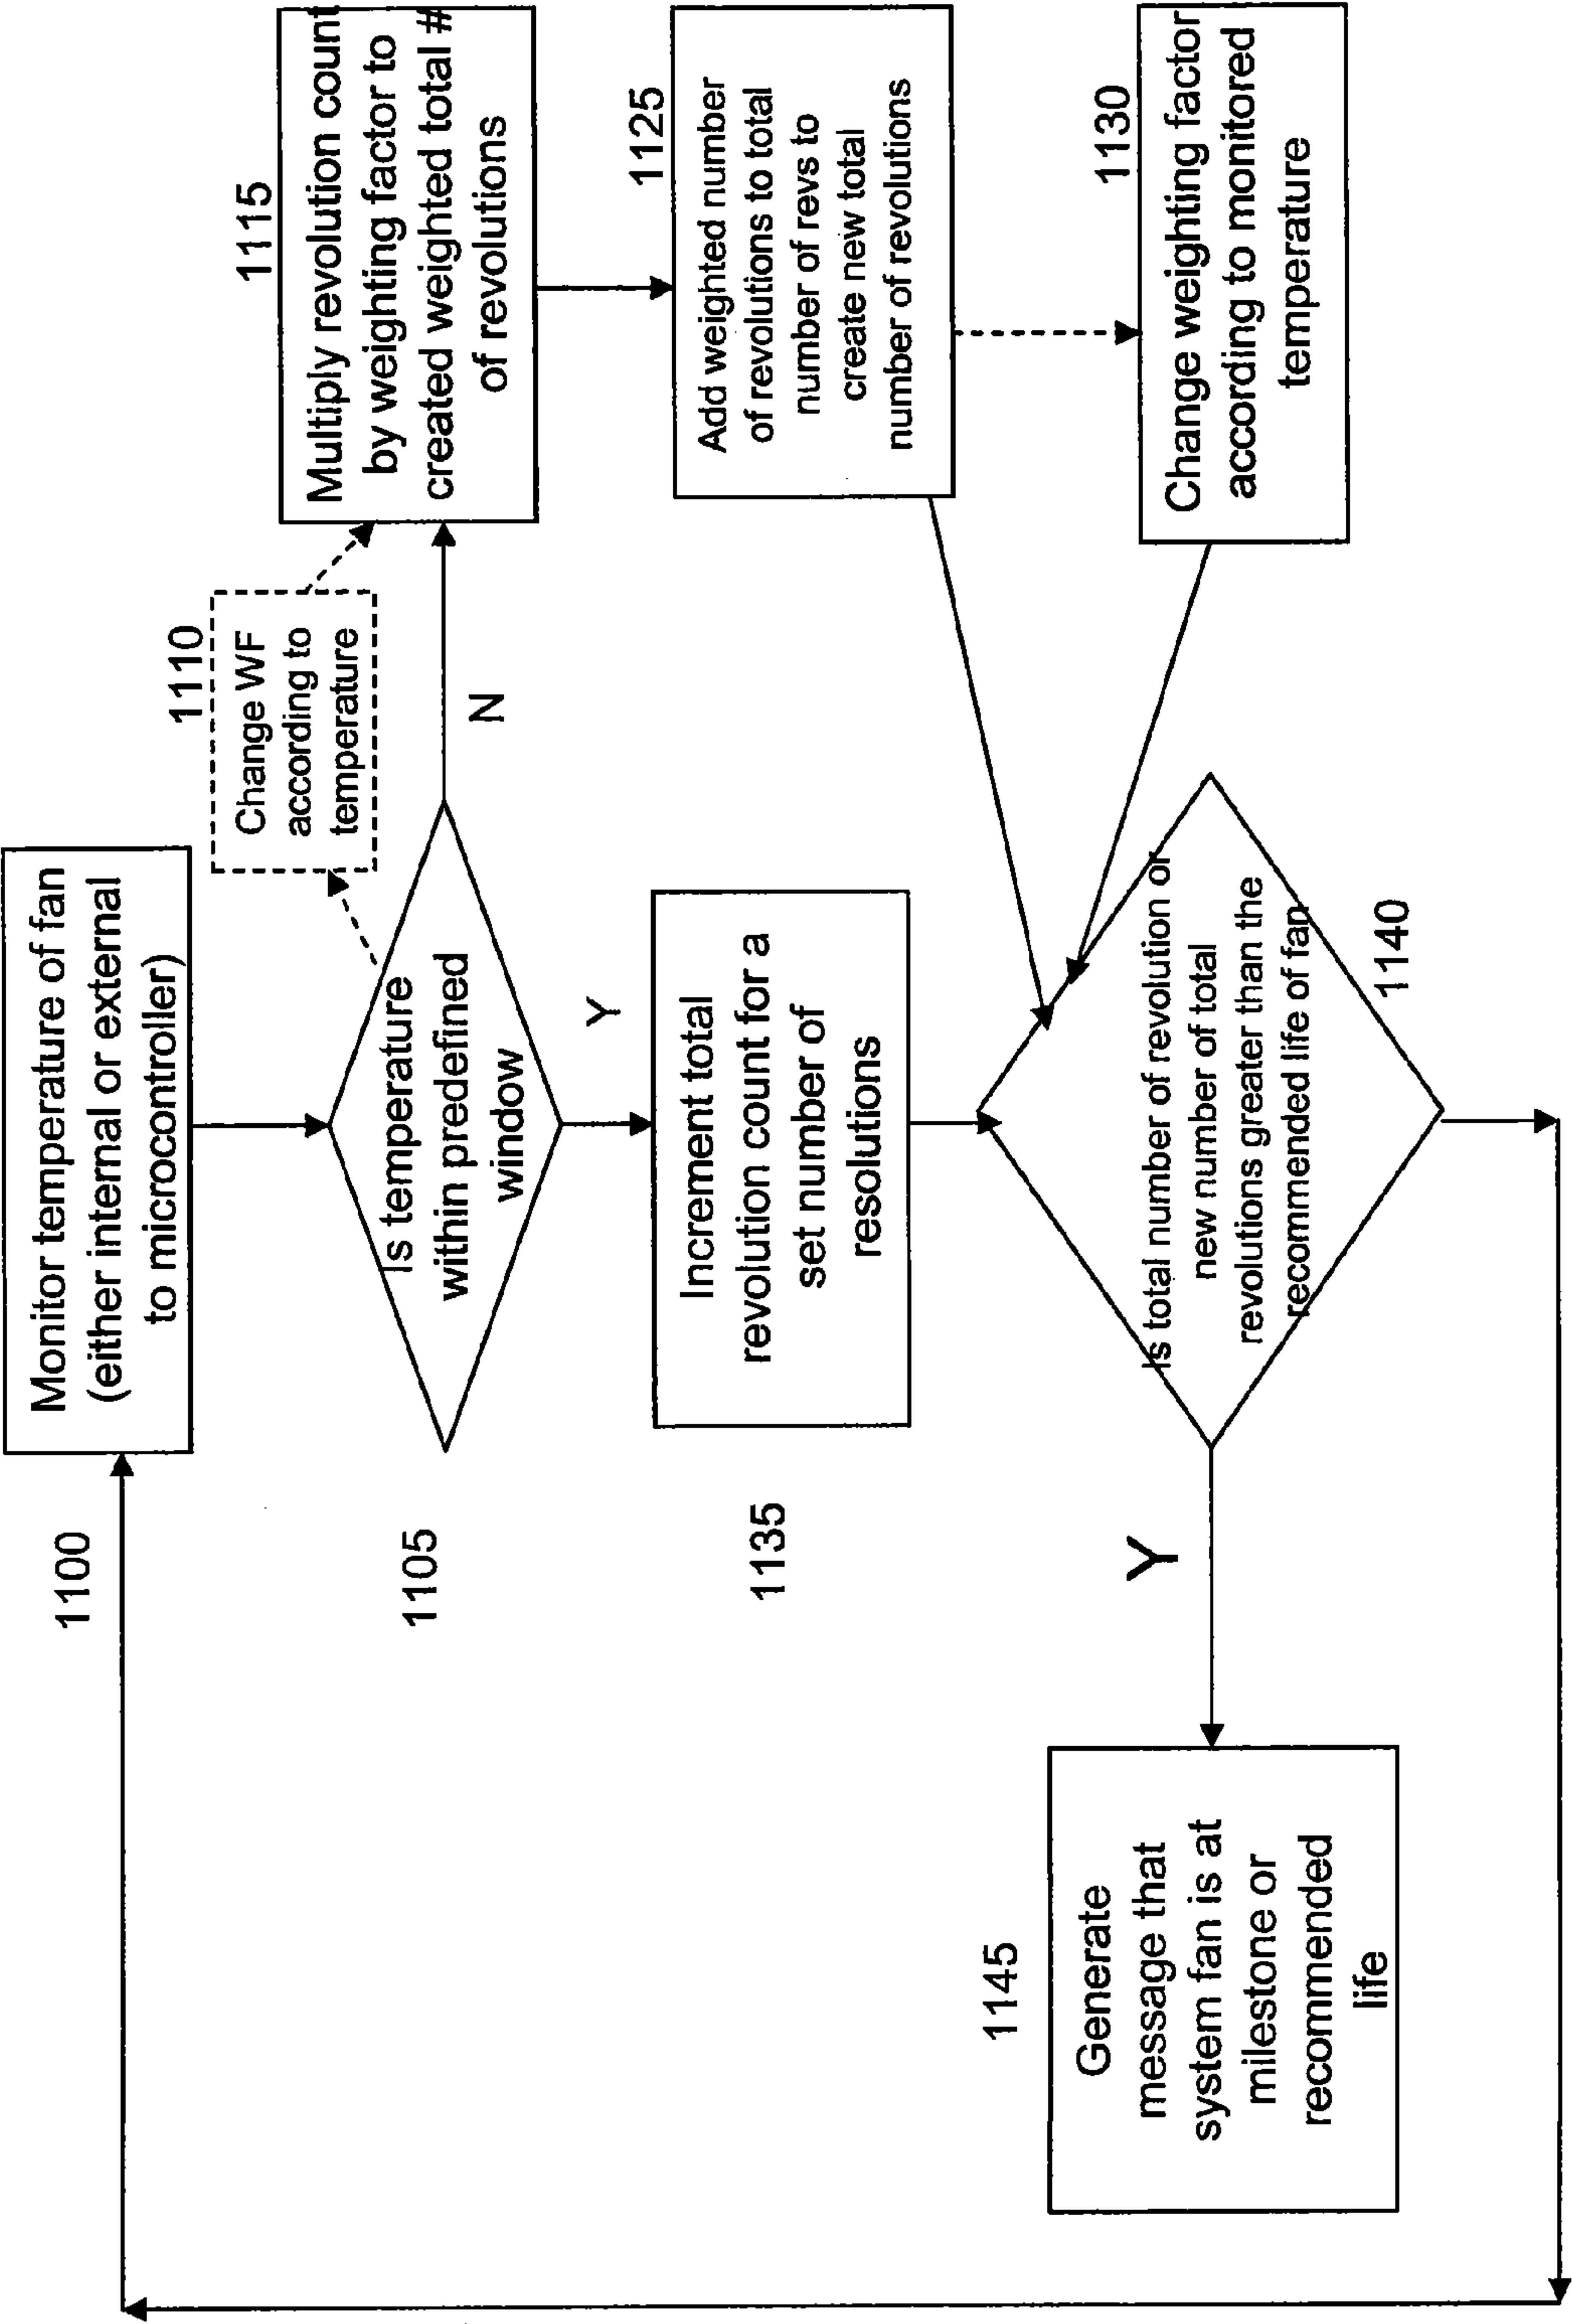 1100
Monitor temperature of fan
(either internal or external
to microcontroller)
1105
Is temperature
within predefined
window
1110
Change WF
according to
temperature
N
1115
Multiply revolution count
by weighting factor to
created weighted total #
of revolutions
1125
Add weighted number
of revolutions to total
number of revs to
create new total
number of revolutions
1130
Change weighting factor
according to monitored
temperature
Y
1135
Increment total
revolution count for a
set number of
resolutions
1140
Is total number of revolution or
new number of total
revolutions greater than the
recommended life of fan
Y
1145
Generate
message that
system fan is at
milestone or
recommended
life